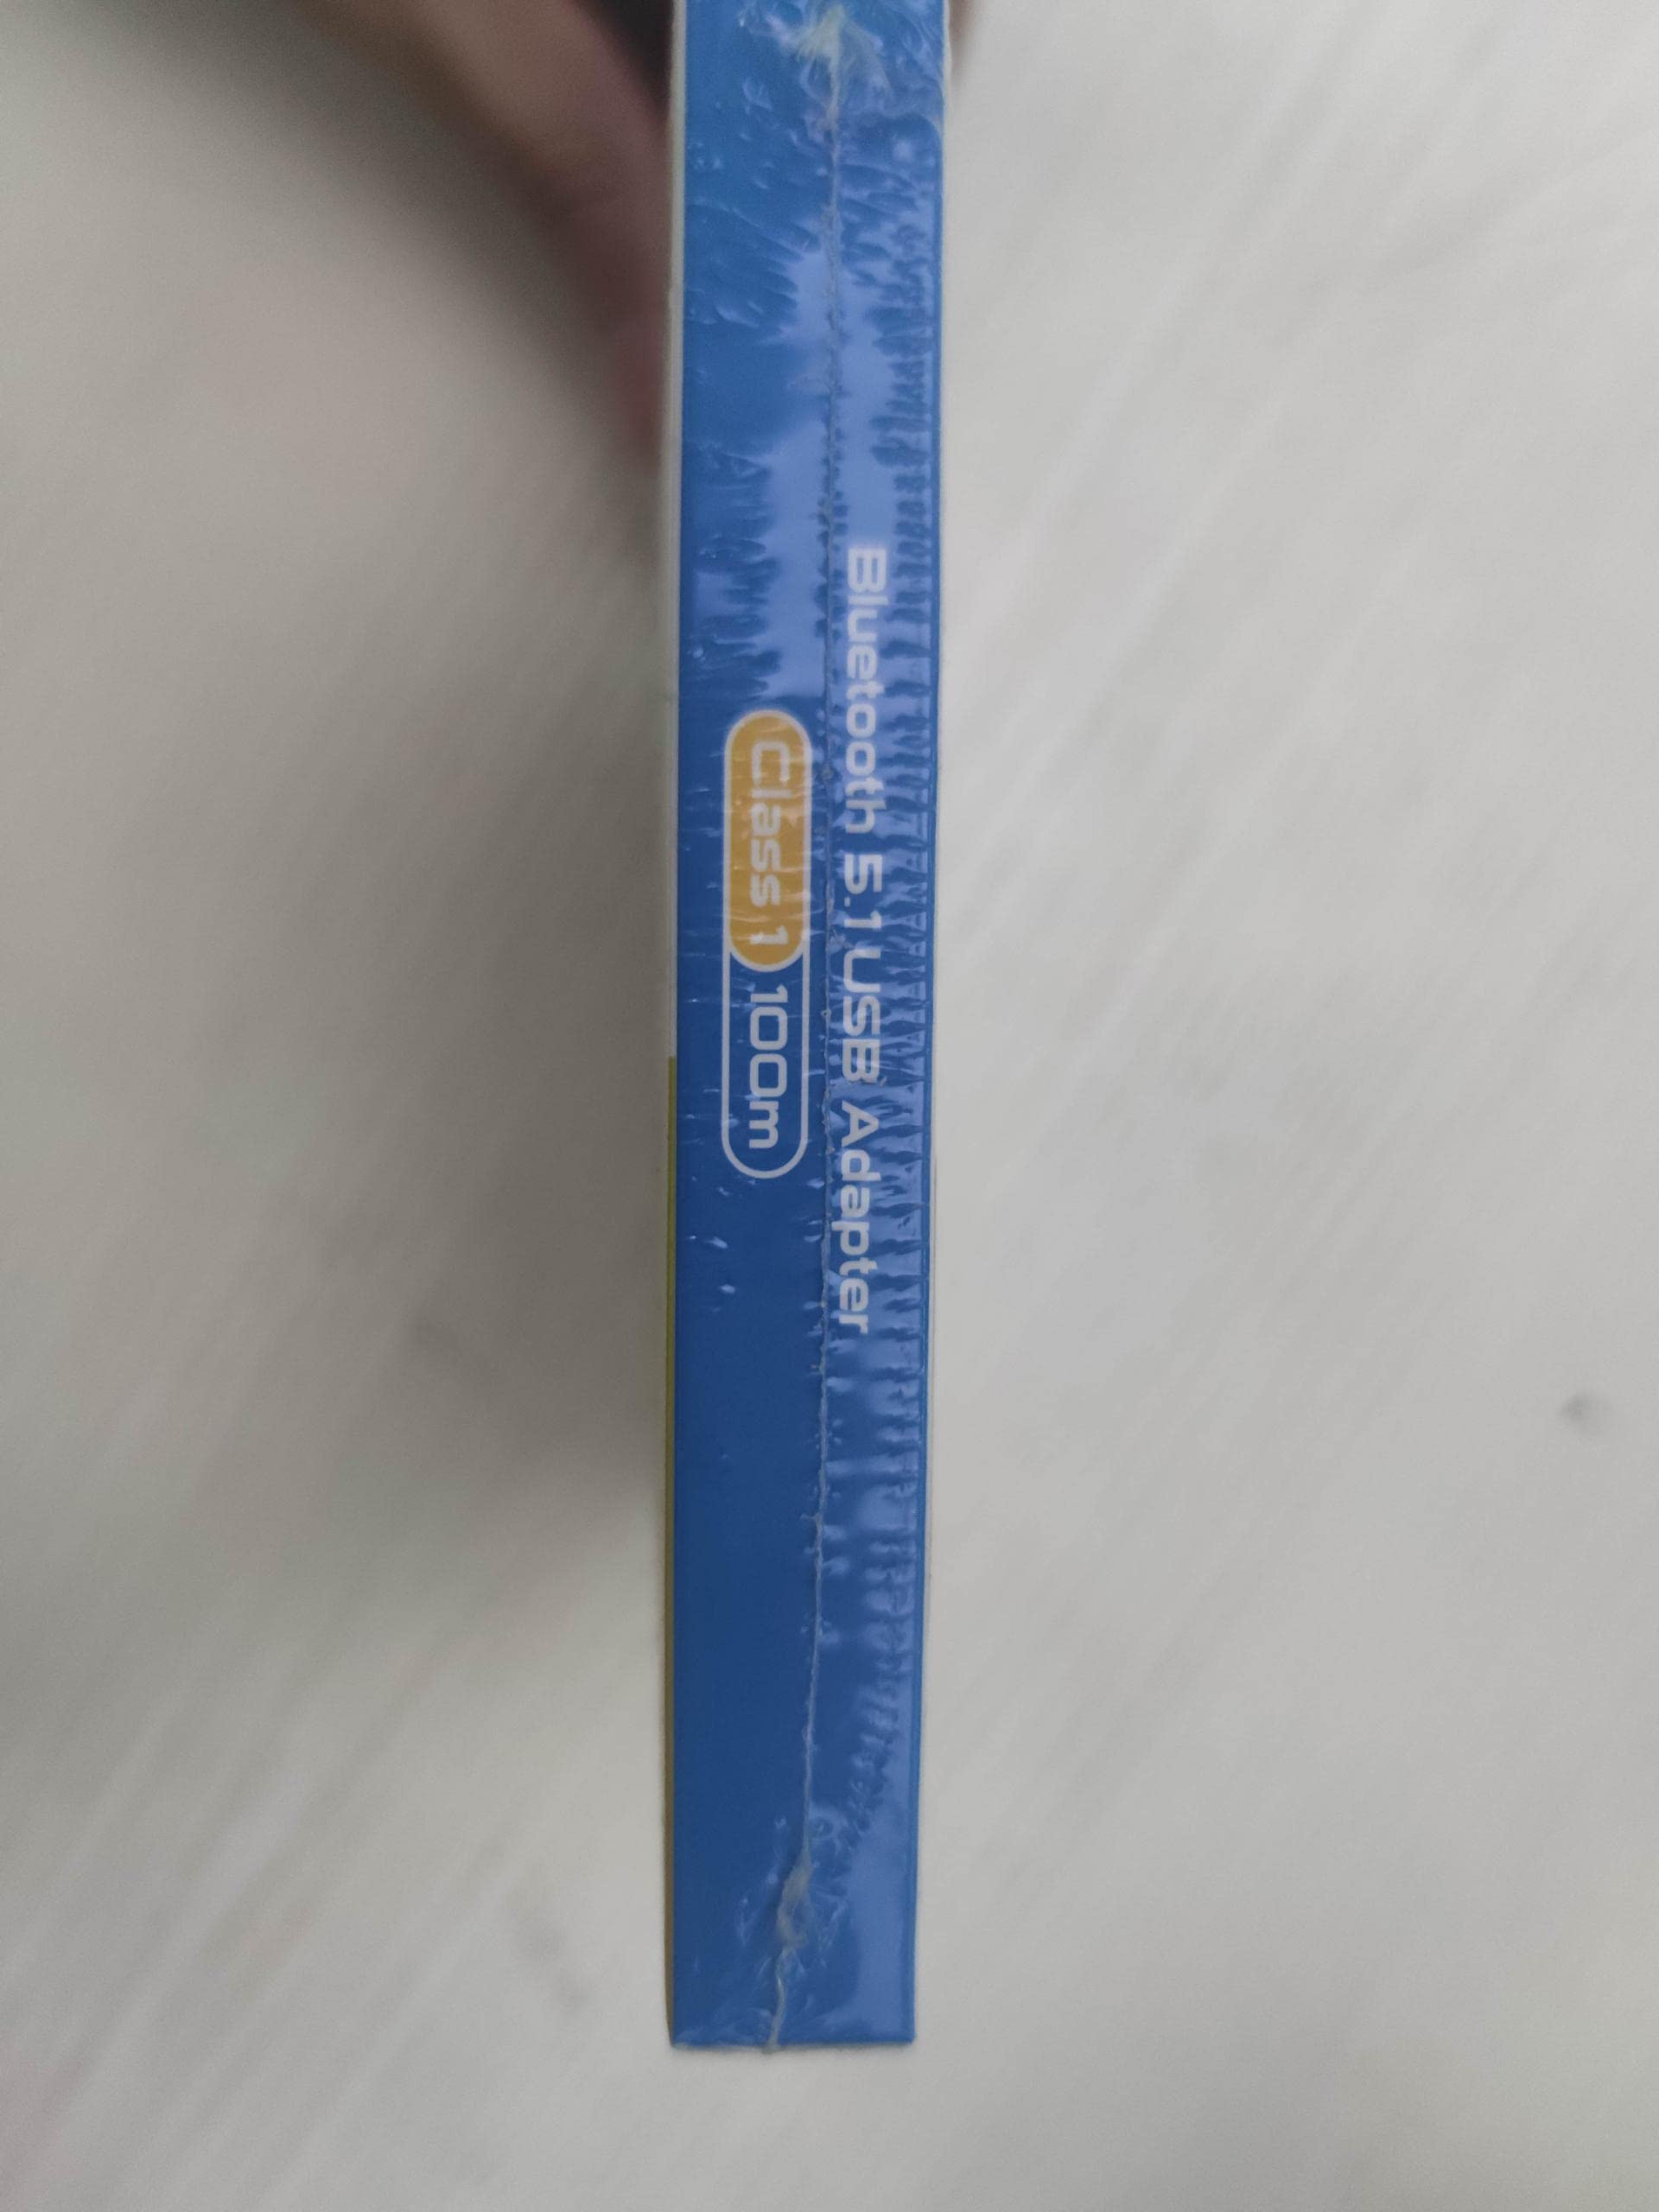 Bluetooth 5.1 USB Adapter
Class 1 100m